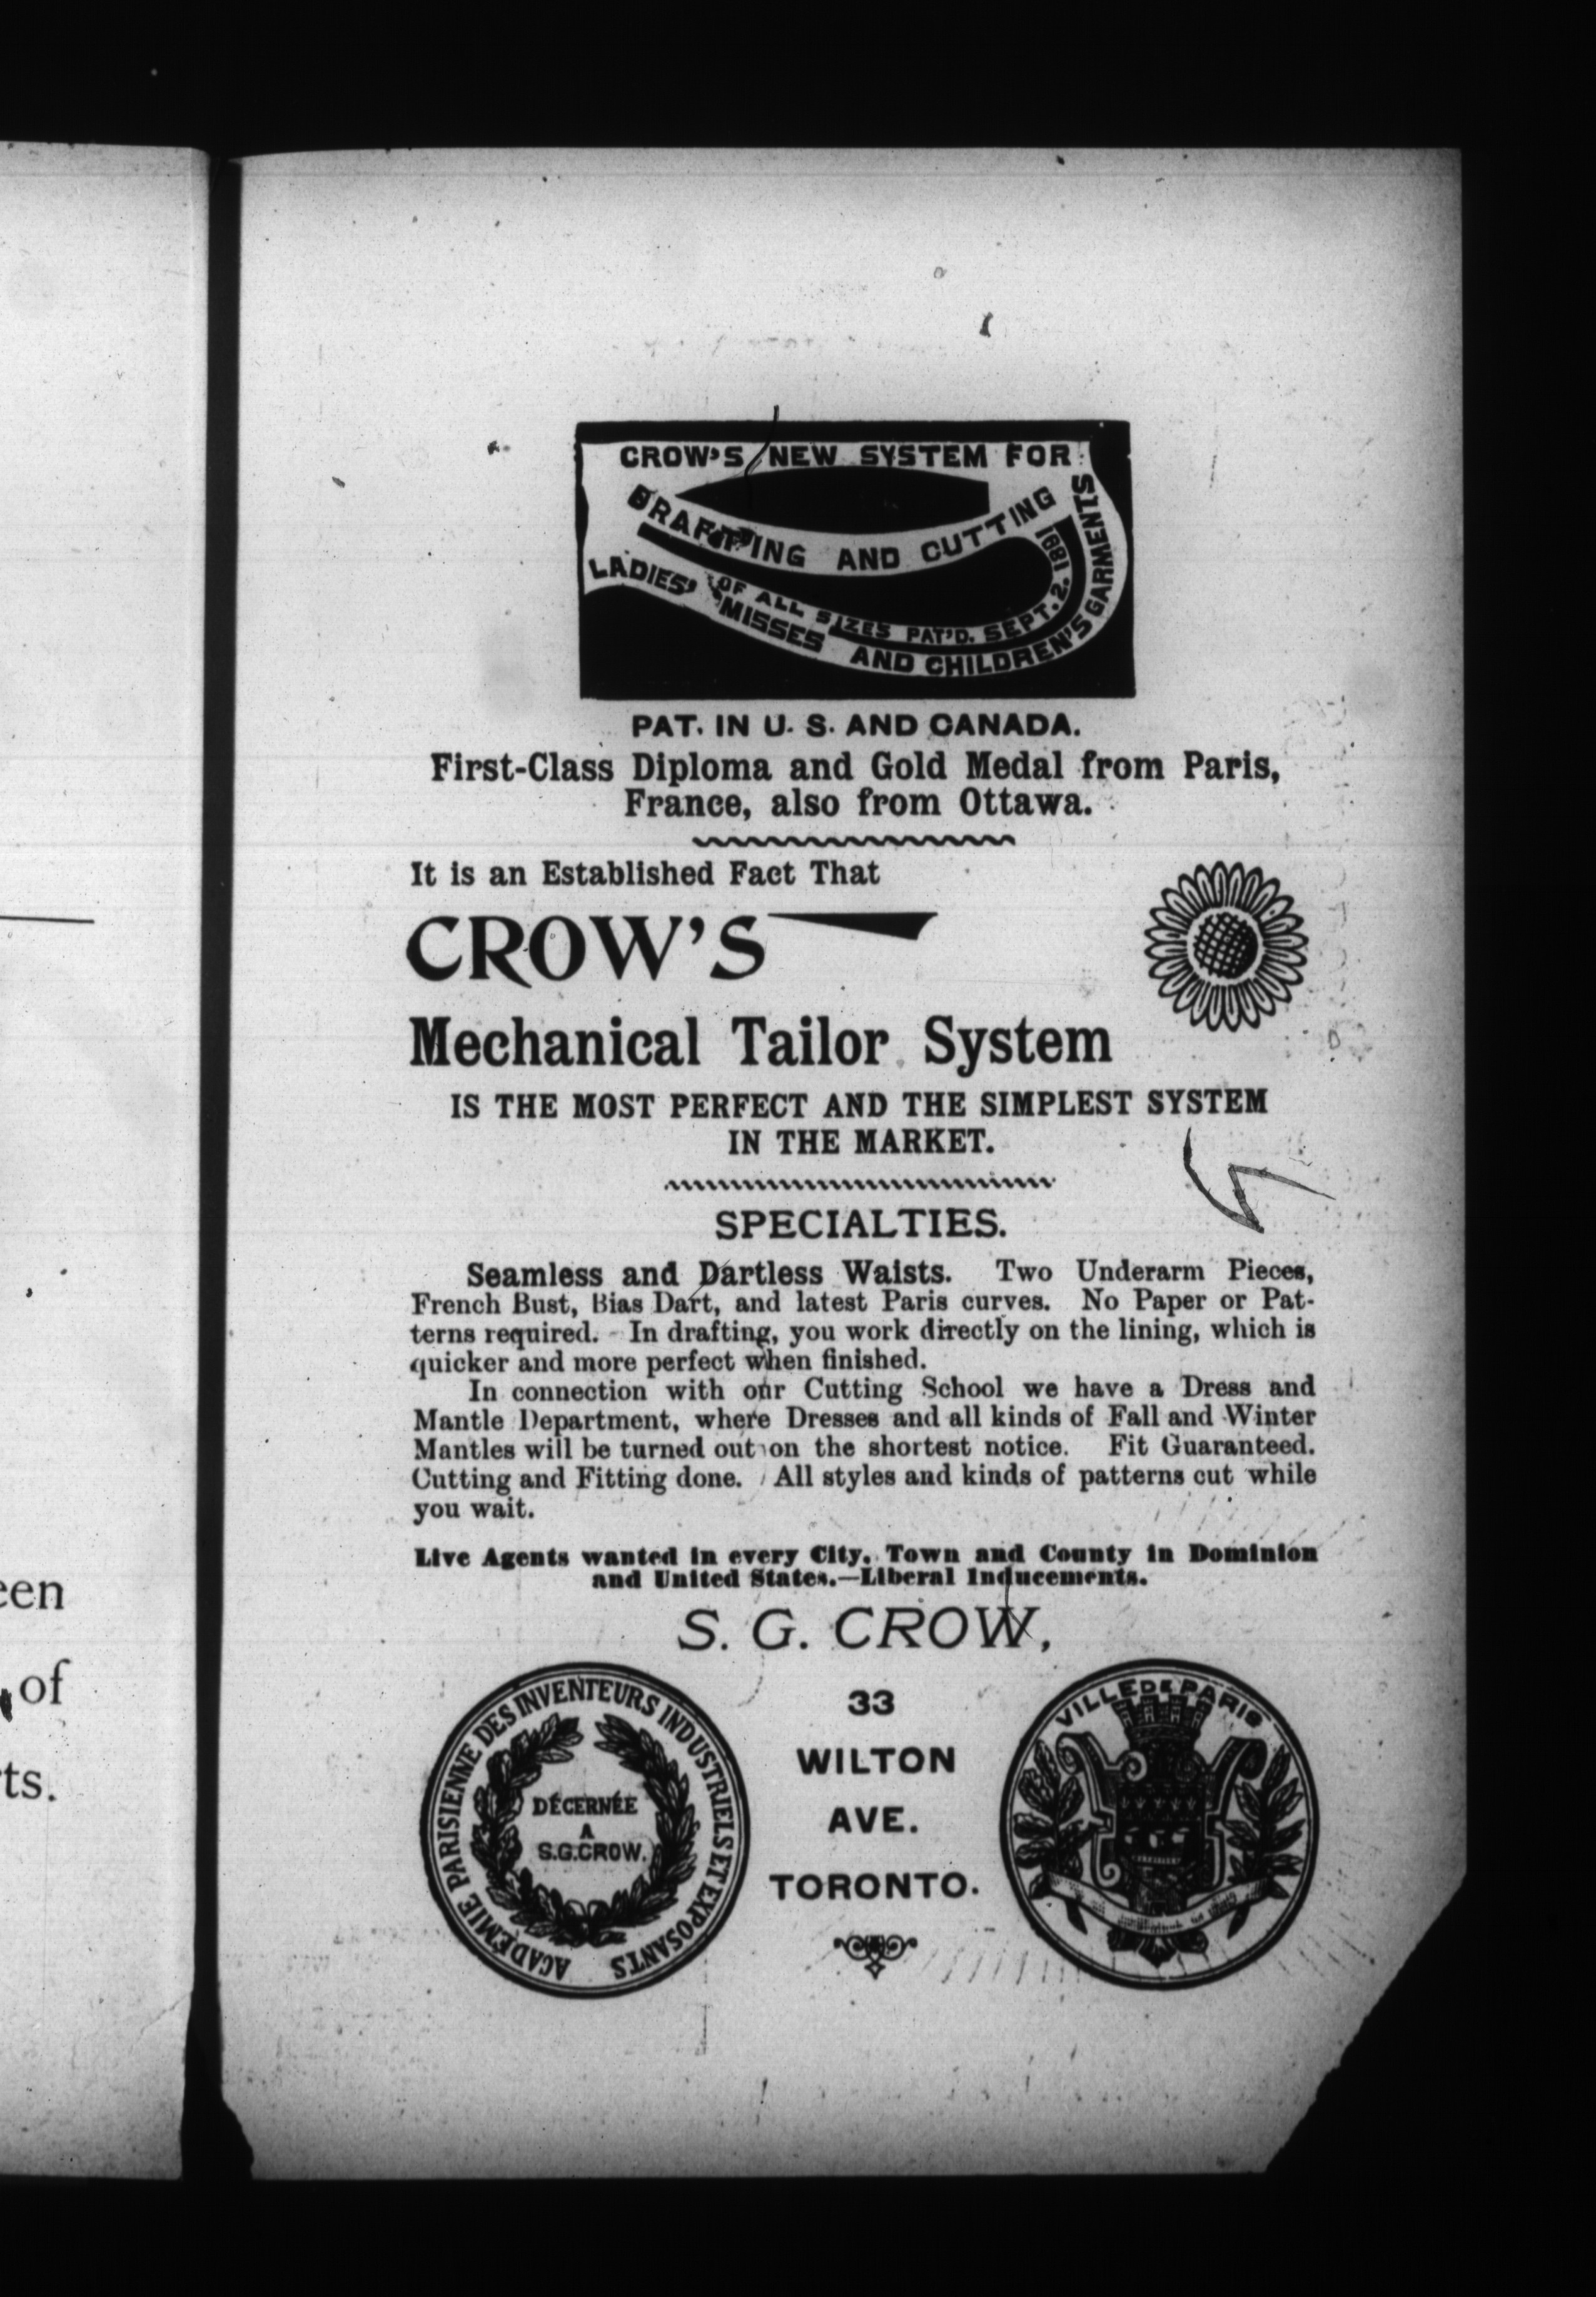 een
of
ts.
CROW'S NEW SYSTEM FOR
DRAFTING AND CUTTING
LADIES' MISSES AND CHILDREN'S GARMENTS
OF ALL SIZES PAT'D. SEPT. 2. 1891
PAT. IN U. S. AND CANADA.
First-Class Diploma and Gold Medal from Paris,
France, also from Ottawa.
It is an Established Fact That
CROW'S
Mechanical Tailor System
IS THE MOST PERFECT AND THE SIMPLEST SYSTEM
IN THE MARKET.
SPECIALTIES.
Seamless and Dartless Waists. Two Underarm Pieces,
French Bust, Bias Dart, and latest Paris curves. No Paper or Pat-
terns required. In drafting, you work directly on the lining, which is
quicker and more perfect when finished.
In connection with our Cutting School we have a Dress and
Mantle Department, where Dresses and all kinds of Fall and Winter
Mantles will be turned out on the shortest notice. Fit Guaranteed.
Cutting and Fitting done. All styles and kinds of patterns cut while
you wait.
Live Agents wanted in every City, Town and County in Dominion
and United States.—Liberal Inducements.
S. G. CROW,
33
WILTON
AVE.
TORONTO.
ACADEMIE PARISIENNE DES INVENTEURS INDUSTRIELS ET EXPOSANTS
DÉCERNÉE
A
S.G.CROW.
VILLE DE PARIS